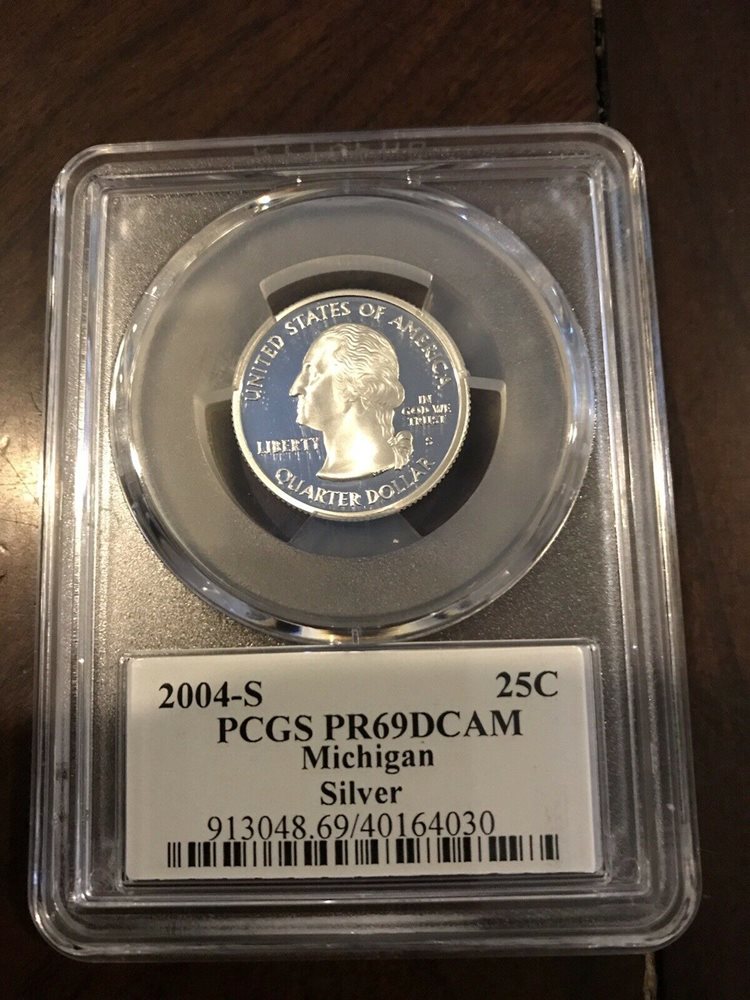 UNITED STATES OF AMERICA
IN
GOD WE
TRUST
S
LIBERTY
QUARTER DOLLAR
2004-S 25C
PCGS PR69DCAM
Michigan
Silver
913048.69/40164030